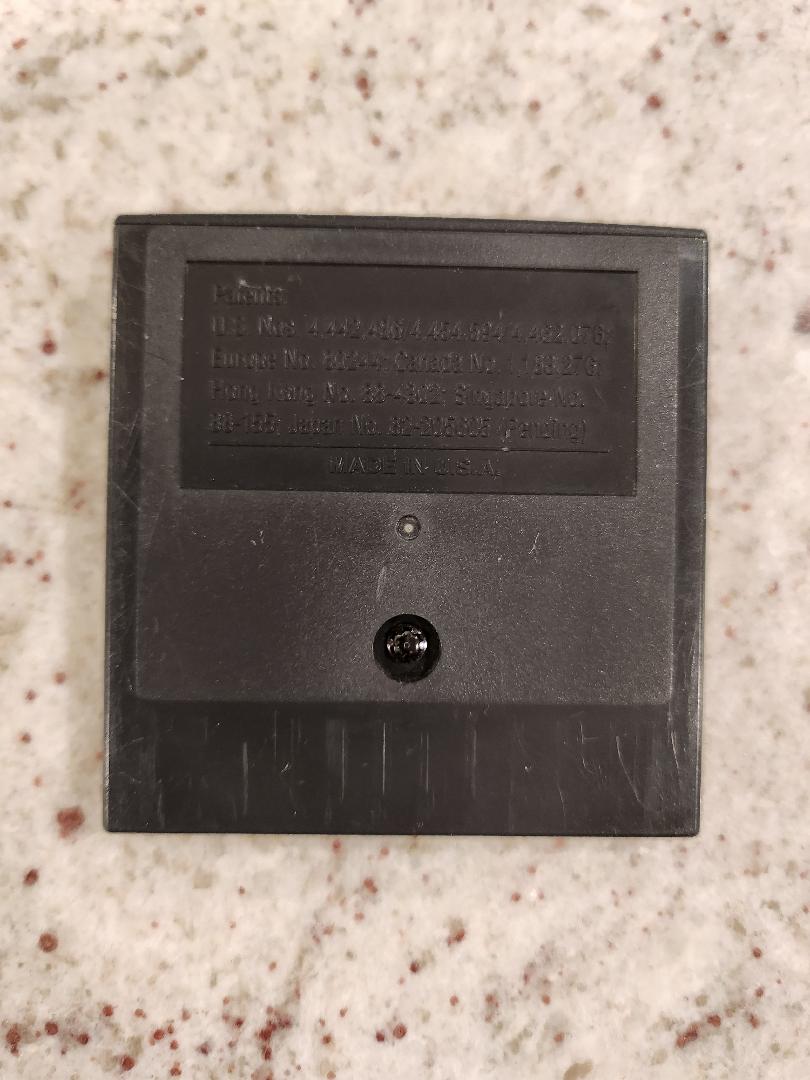 Patents:
U.S. Nos. 4,442,486; 4,454,594; 4,462,076;
Europe No. 80244; Canada No. 1,183,276;
Hong Kong No. 88-4302; Singapore No.
88-155; Japan No. 82-205605 (Pending)
MADE IN U.S.A.